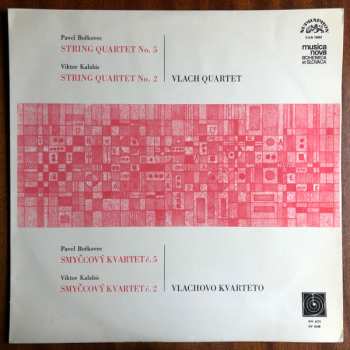 Pavel Bořkovec
STRING QUARTET No. 5
Viktor Kalabis
STRING QUARTET No. 2
VLACH QUARTET
SUPRAPHON
musica
nova
BOHEMICA
et SLOVACA
Pavel Bořkovec
SMYČCOVÝ KVARTET č. 5
Viktor Kalabis
SMYČCOVÝ KVARTET č. 2
VLACHOVO KVARTETO